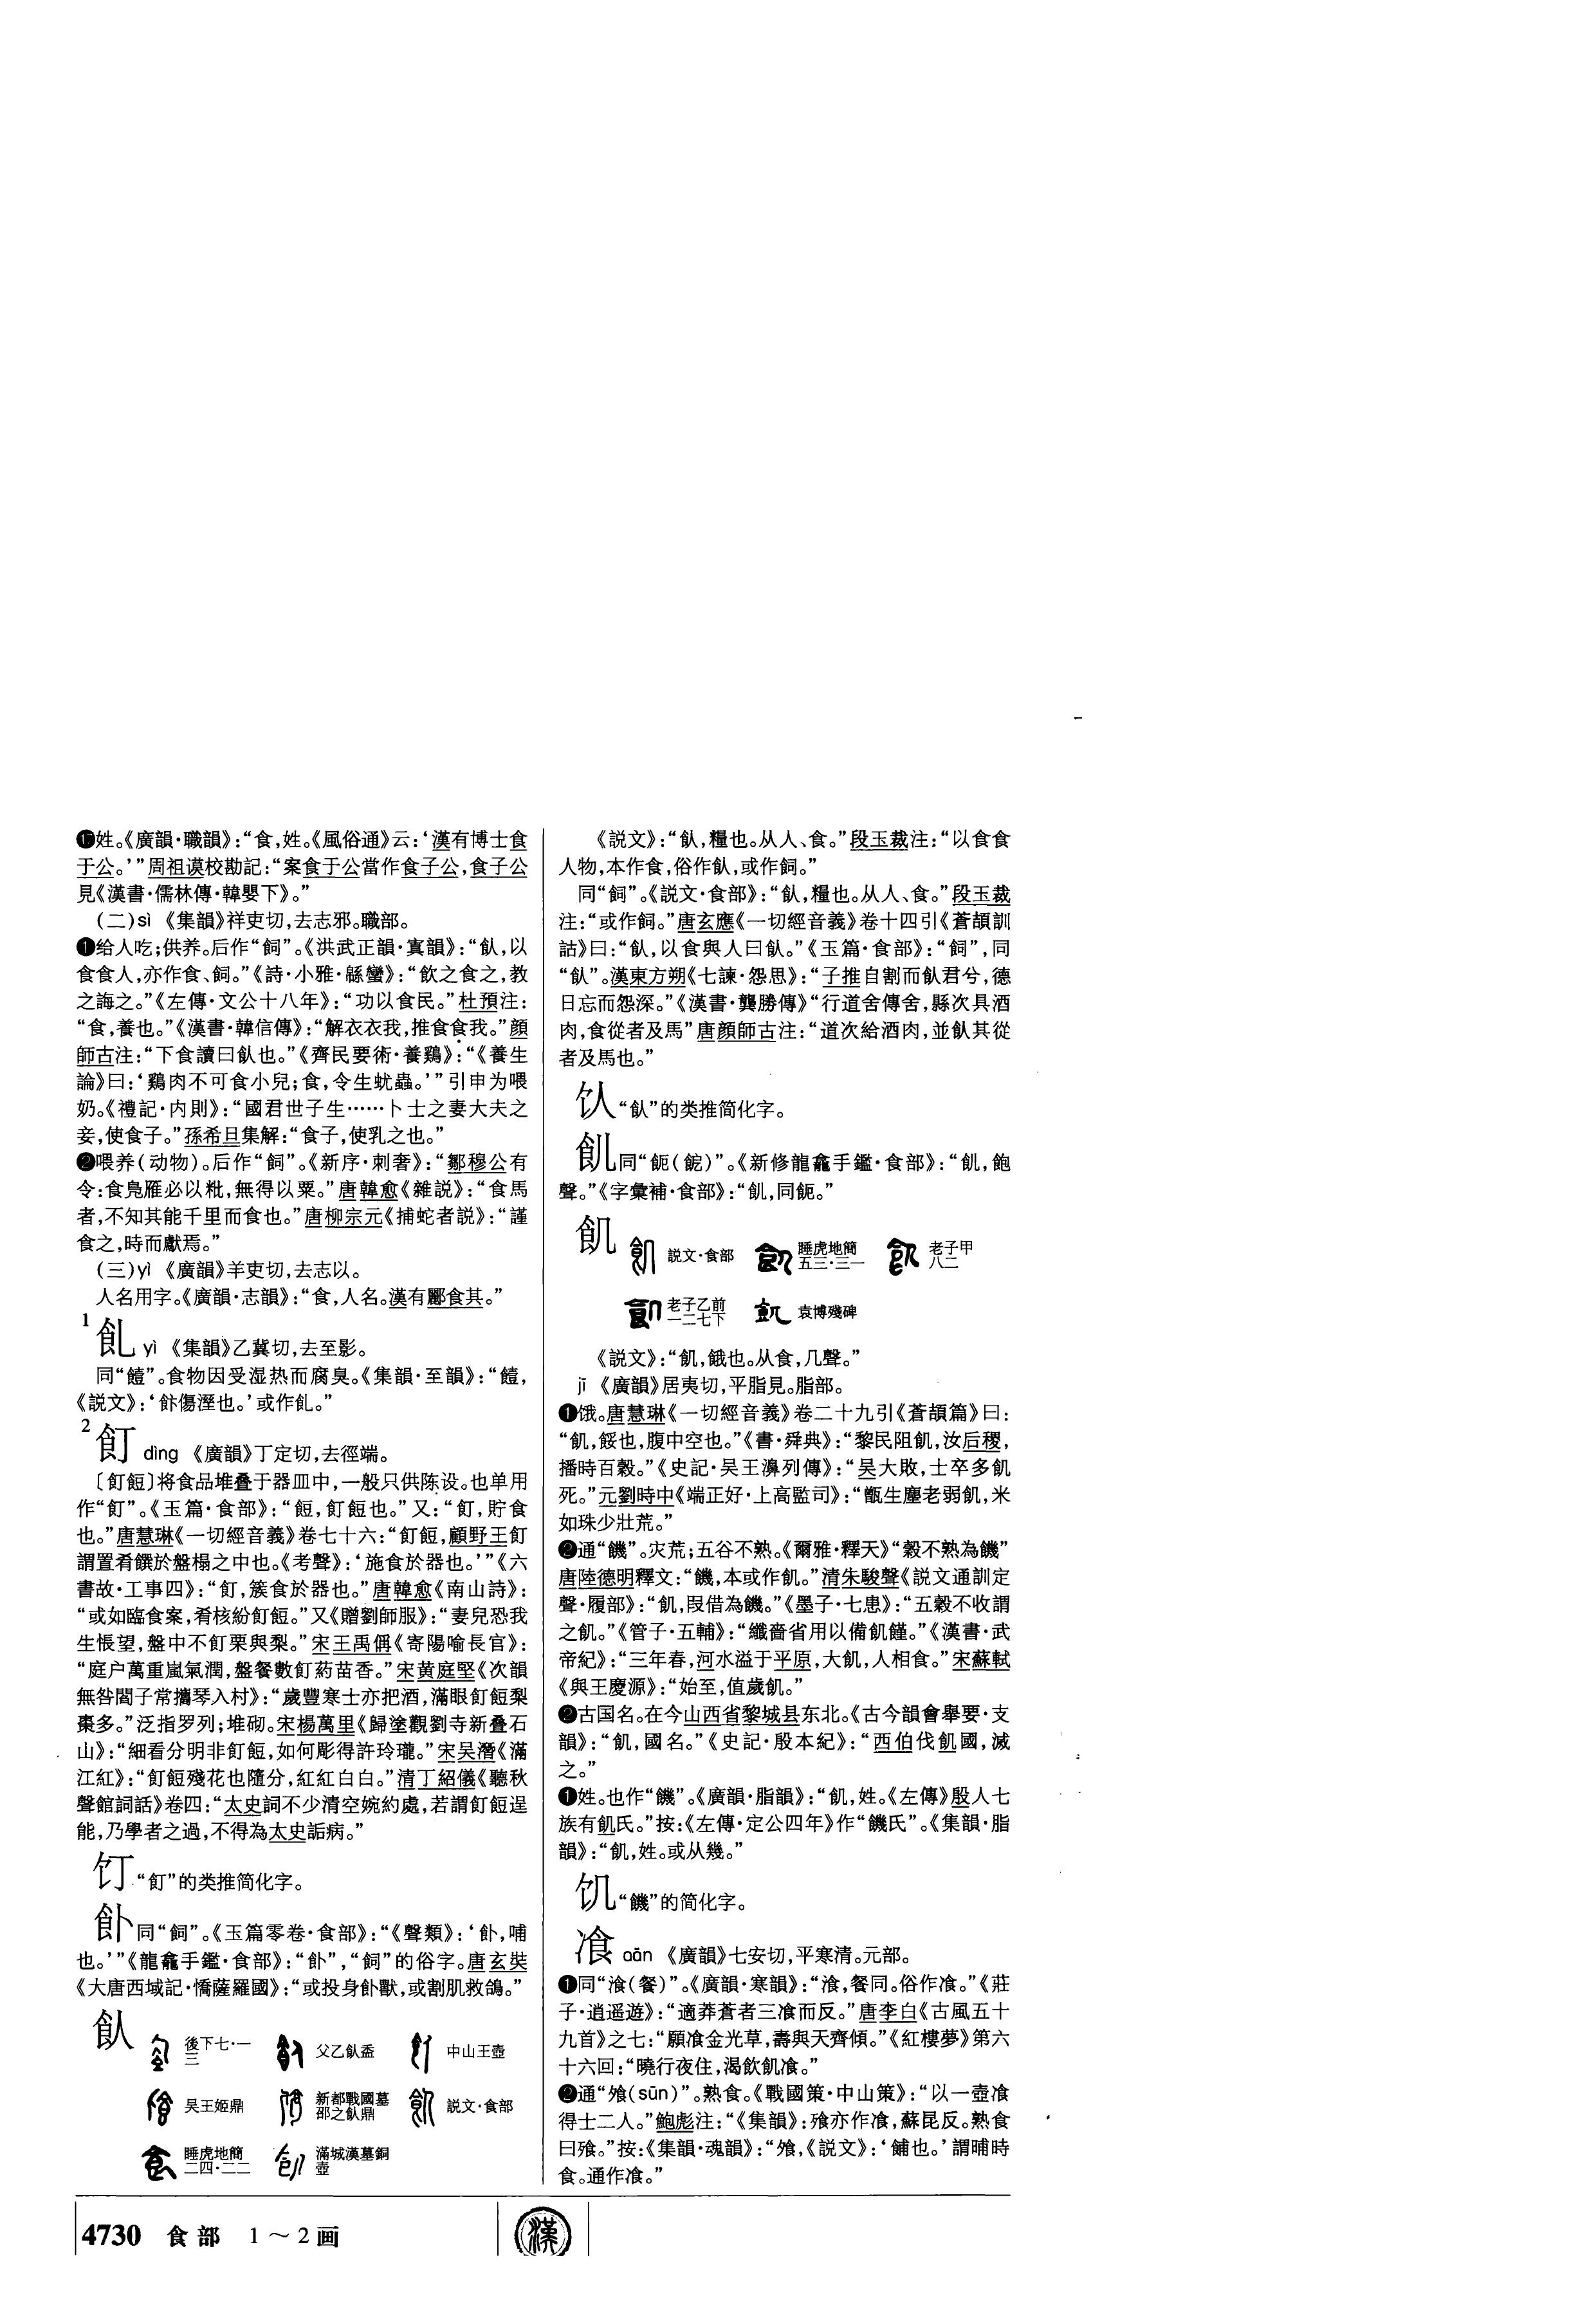 ⓱姓。《廣韻·職韻》：“食，姓。《風俗通》云：‘漢有博士食
于公。’”周祖谟校勘記：“案食于公當作食子公，食子公
見《漢書·儒林傳·韓嬰下》。”
(二)sì 《集韻》祥吏切，去志邪。職部。
❶给人吃；供养。后作“飼”。《洪武正韻·寘韻》：“飤，以
食食人，亦作食、飼。”《詩·小雅·緜蠻》：“飲之食之，教
之誨之。”《左傳·文公十八年》：“功以食民。”杜預注：
“食，養也。”《漢書·韓信傳》：“解衣衣我，推食食我。”顔
師古注：“下食讀曰飤也。”《齊民要術·養鷄》：“《養生
論》曰：‘鷄肉不可食小兒；食，令生蚘蟲。’”引申为喂
奶。《禮記·内則》：“國君世子生……卜士之妻大夫之
妾，使食子。”孫希旦集解：“食子，使乳之也。”
❷喂养(动物)。后作“飼”。《新序·刺奢》：“鄒穆公有
令：食鳧雁必以秕，無得以粟。”唐韓愈《雜説》：“食馬
者，不知其能千里而食也。”唐柳宗元《捕蛇者説》：“謹
食之，時而獻焉。”
(三)yì 《廣韻》羊吏切，去志以。
人名用字。《廣韻·志韻》：“食，人名。漢有酈食其。”
1
飠乚 yì 《集韻》乙冀切，去至影。
同“饐”。食物因受湿热而腐臭。《集韻·至韻》：“饐，
《説文》：‘飰傷溼也。’或作飠乚。”
2
飣 dìng 《廣韻》丁定切，去徑端。
〔飣餖〕将食品堆叠于器皿中，一般只供陈设。也单用
作“飣”。《玉篇·食部》：“餖，飣餖也。”又：“飣，貯食
也。”唐慧琳《一切經音義》卷七十六：“飣餖，顧野王飣
謂置肴饌於盤榻之中也。《考聲》：‘施食於器也。’”《六
書故·工事四》：“飣，簇食於器也。”唐韓愈《南山詩》：
“或如臨食案，肴核紛飣餖。”又《贈劉師服》：“妻兒恐我
生悵望，盤中不飣栗與梨。”宋王禹偁《寄陽喻長官》：
“庭户萬重嵐氣潤，盤餐數飣葯苗香。”宋黄庭堅《次韻
無咎閻子常攜琴入村》：“歲豐寒士亦把酒，滿眼飣餖梨
棗多。”泛指罗列；堆砌。宋楊萬里《歸塗觀劉寺新叠石
山》：“細看分明非飣餖，如何彫得許玲瓏。”宋吴潛《滿
江紅》：“飣餖殘花也隨分，紅紅白白。”清丁紹儀《聽秋
聲館詞話》卷四：“太史詞不少清空婉約處，若謂飣餖逞
能，乃學者之過，不得為太史詬病。”
饤 “飣”的类推简化字。
飠卜同“飼”。《玉篇零卷·食部》：“《聲類》：‘飠卜，哺
也。’”《龍龕手鑑·食部》：“飠卜”，“飼”的俗字。唐玄奘
《大唐西域記·憍薩羅國》：“或投身飠卜獸，或割肌救鴿。”
飤
後下七·一三 父乙飤盉 中山王壺
吴王姬鼎 新都戰國墓邵之飤鼎 説文·食部
睡虎地簡二四·二二 滿城漢墓銅壺
《説文》：“飤，糧也。从人、食。”段玉裁注：“以食食
人物，本作食，俗作飤，或作飼。”
同“飼”。《説文·食部》：“飤，糧也。从人、食。”段玉裁
注：“或作飼。”唐玄應《一切經音義》卷十四引《蒼頡訓
詁》曰：“飤，以食與人曰飤。”《玉篇·食部》：“飼”，同
“飤”。漢東方朔《七諫·怨思》：“子推自割而飤君兮，德
日忘而怨深。”《漢書·龔勝傳》“行道舍傳舍，縣次具酒
肉，食從者及馬”唐顔師古注：“道次給酒肉，並飤其從
者及馬也。”
饣人 “飤”的类推简化字。
同“飥)”。《新修龍龕手鑑·食部》：“飽
聲。”《字彙補·食部》：
飢
説文·食部 睡虎地簡五三·三一 老子甲八二
老子乙前一二七下 袁博殘碑
《説文》：“飢，餓也。从食，几聲。”
jī 《廣韻》居夷切，平脂見。脂部。
❶饿。唐慧琳《一切經音義》卷二十九引《蒼頡篇》曰：
“飢，餒也，腹中空也。”《書·舜典》：“黎民阻飢，汝后稷，
播時百穀。”《史記·吴王濞列傳》：“吴大敗，士卒多飢
死。”元劉時中《端正好·上高監司》：“甑生塵老弱飢，米
如珠少壯荒。”
❷通“饑”。灾荒；五谷不熟。《爾雅·釋天》“穀不熟為饑”
唐陸德明釋文：“饑，本或作飢。”清朱駿聲《説文通訓定
聲·履部》：“飢，叚借為饑。”《墨子·七患》：“五穀不收謂
之飢。”《管子·五輔》：“纖嗇省用以備飢饉。”《漢書·武
帝紀》：“三年春，河水溢于平原，大飢，人相食。”宋蘇軾
《與王慶源》：“始至，值歲飢。”
❷古国名。在今山西省黎城县东北。《古今韻會舉要·支
韻》：“飢，國名。”《史記·殷本紀》：“西伯伐飢國，滅
之。”
❶姓。也作“饑”。《廣韻·脂韻》：“飢，姓。《左傳》殷人七
族有飢氏。”按：《左傳·定公四年》作“饑氏”。《集韻·脂
韻》：“飢，姓。或从幾。”
饥 “饑”的简化字。
飡 cān 《廣韻》七安切，平寒清。元部。
❶同“湌(餐)”。《廣韻·寒韻》：“湌，餐同。俗作飡。”《莊
子·逍遥遊》：“適莽蒼者三飡而反。”唐李白《古風五十
九首》之七：“願飡金光草，壽與天齊傾。”《紅樓夢》第六
十六回：“曉行夜住，渴飲飢飡。”
❷通“飧(sūn)”。熟食。《戰國策·中山策》：“以一壺飡
得士二人。”鮑彪注：“《集韻》：飧亦作飡，蘇昆反。熟食
曰飧。”按：《集韻·魂韻》：“飧，《説文》：‘餔也。’謂晡時
食。通作飡。”
4730 食部 1～2画
漢